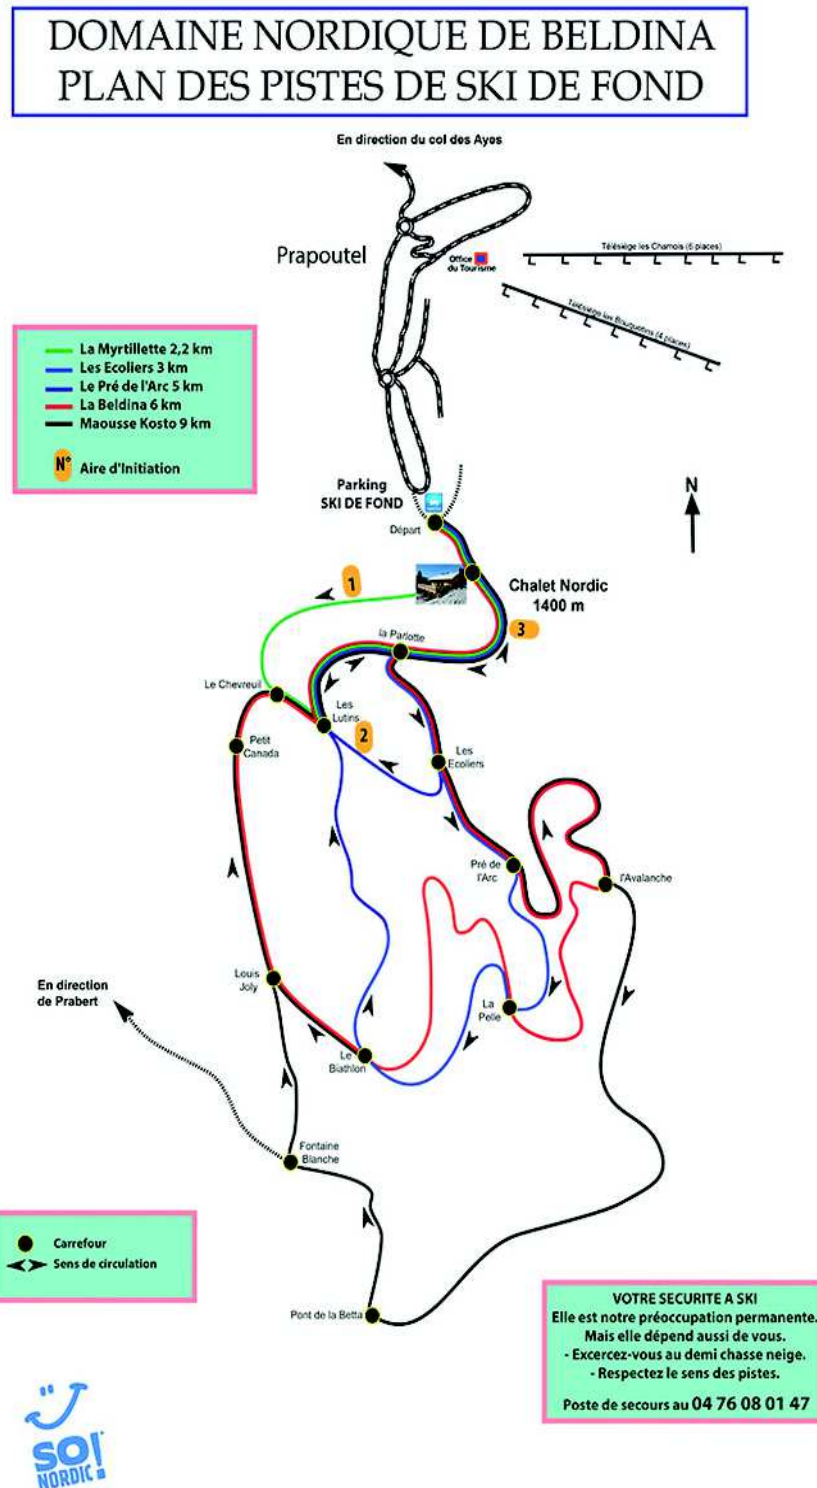 DOMAINE NORDIQUE DE BELDINA
PLAN DES PISTES DE SKI DE FOND
En direction du col des Ayes
Prapoutel
Office
du Tourisme
Télésiège les Chamois (6 places)
Télésiège les Bouquetins (4 places)
La Myrtillette 2,2 km
Les Ecoliers 3 km
Le Pré de l'Arc 5 km
La Beldina 6 km
Maousse Kosto 9 km
N° Aire d'Initiation
Parking
SKI DE FOND
Départ
N
Chalet Nordic
1400 m
1
3
la Parlotte
Le Chevreuil
Les
Lutins
2
Petit
Canada
Les
Ecoliers
Pré de
l'Arc
l'Avalanche
Louis
Joly
En direction
de Prabert
La
Pelle
Le
Biathlon
Fontaine
Blanche
Carrefour
Sens de circulation
Pont de la Betta
VOTRE SECURITE A SKI
Elle est notre préoccupation permanente.
Mais elle dépend aussi de vous.
- Excercez-vous au demi chasse neige.
- Respectez le sens des pistes.
Poste de secours au 04 76 08 01 47
SO!
NORDIC!